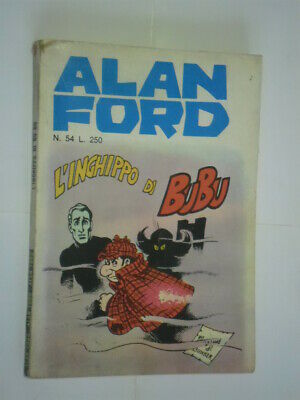 ALAN
FORD
N. 54 L. 250
L'INGHIPPO DI BUBU